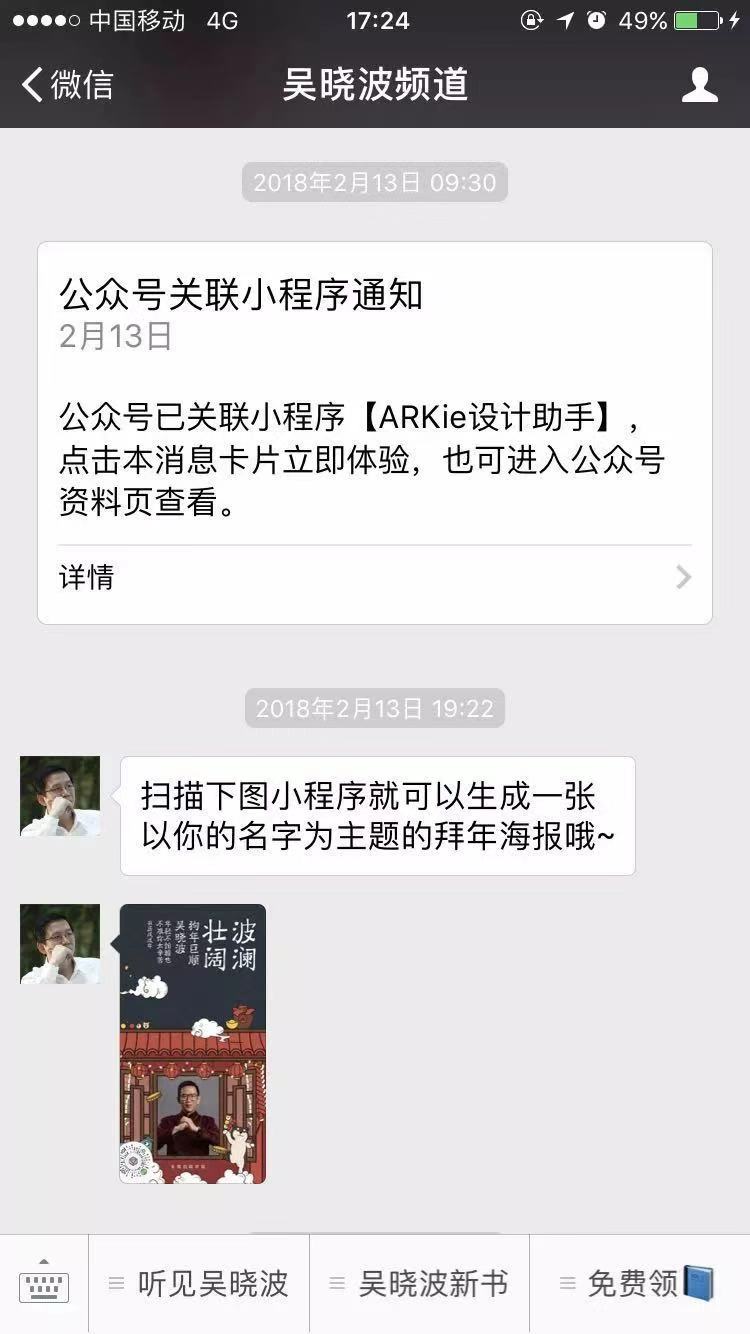 中国移动 4G 17:24 49%
微信 吴晓波频道
2018年2月13日 09:30
公众号关联小程序通知
2月13日
公众号已关联小程序【ARKie设计助手】，
点击本消息卡片立即体验，也可进入公众号
资料页查看。
详情
2018年2月13日 19:22
扫描下图小程序就可以生成一张
以你的名字为主题的拜年海报哦~
波澜
壮阔
狗年巨顺
吴晓波
听见吴晓波 吴晓波新书 免费领